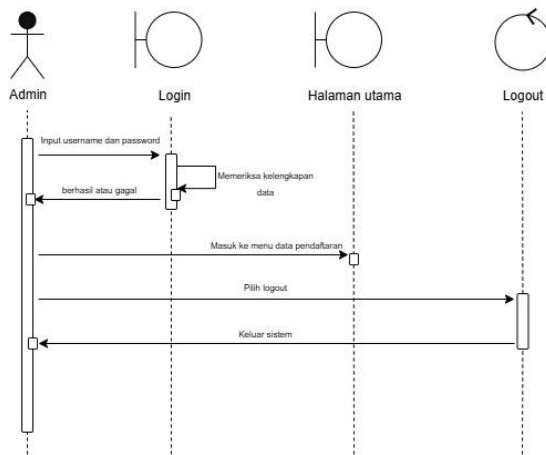 Admin
Login
Halaman utama
Logout
Input username dan password
Memeriksa kelengkapan
data
berhasil atau gagal
Masuk ke menu data pendaftaran
Pilih logout
Keluar sistem